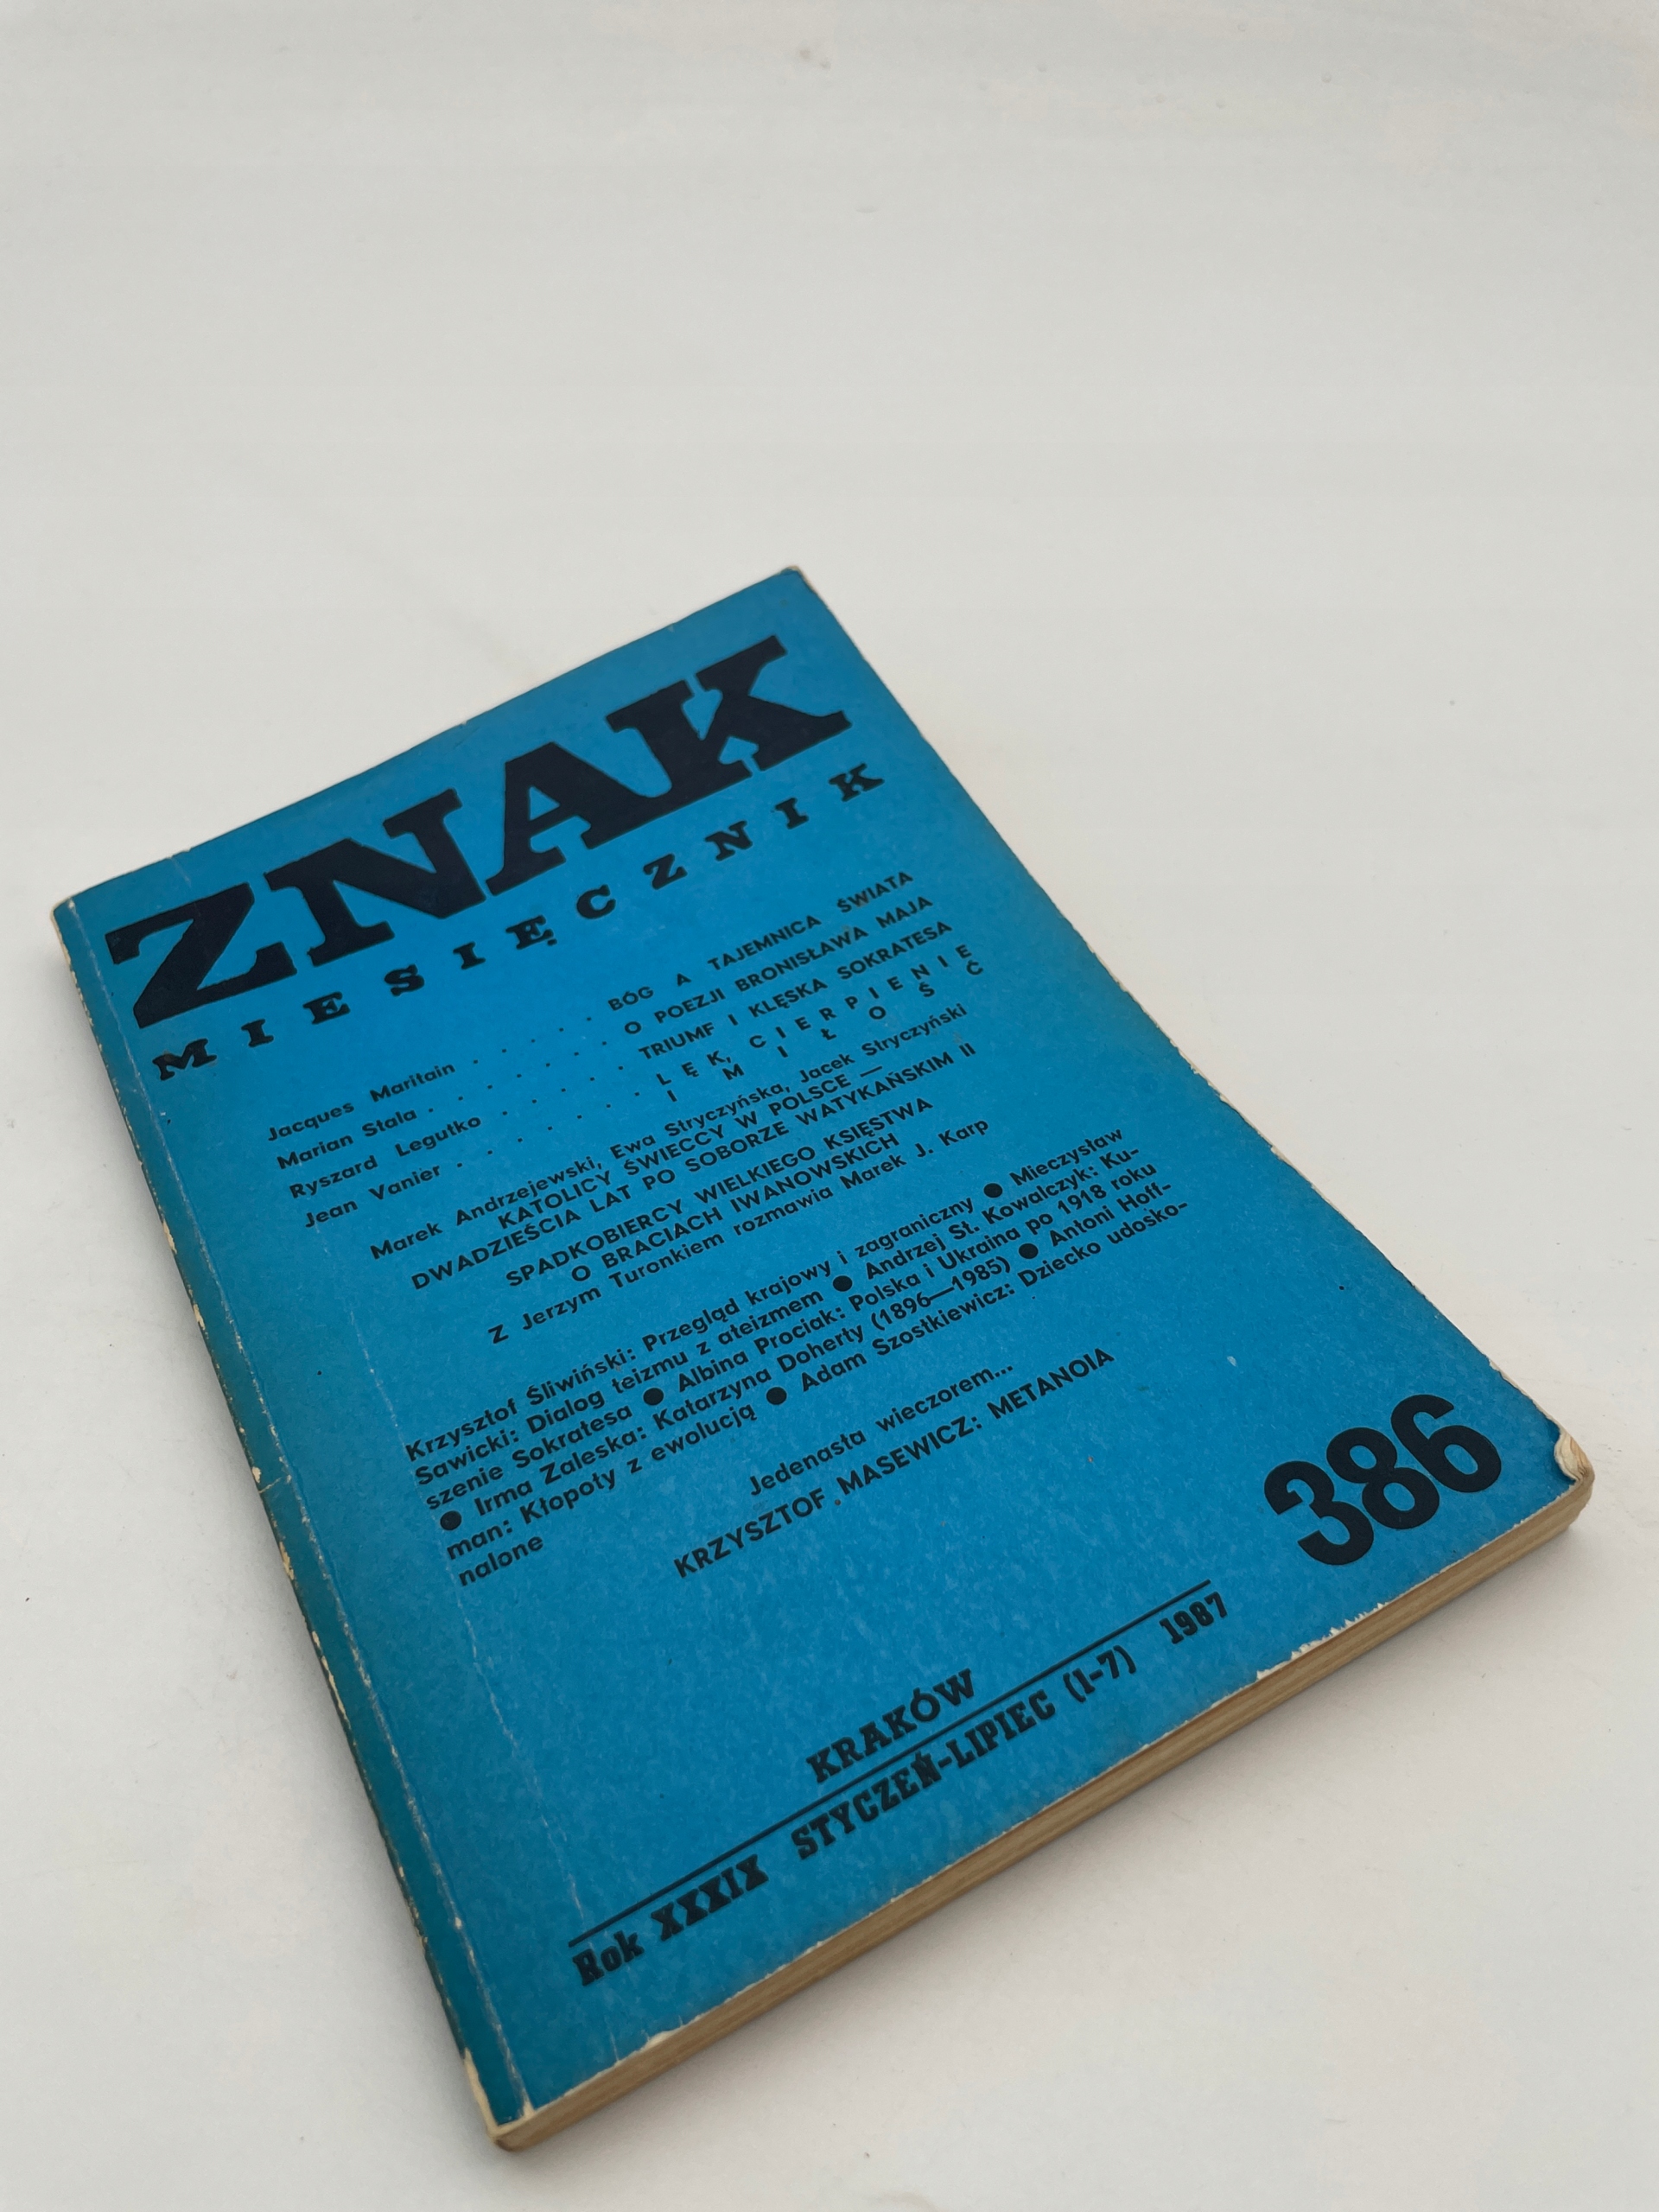 ZNAK
MIESIĘCZNIK
Jacques Maritain . . . . . . BÓG A TAJEMNICA ŚWIATA
Marian Stala . . . . . . . O POEZJI BRONISŁAWA MAJA
Ryszard Legutko . . . . . . TRIUMF I KLĘSKA SOKRATESA
Jean Vanier . . . . . . . LĘK, CIERPIENIE
I MIŁOŚĆ
Marek Andrzejewski, Ewa Stryczyńska, Jacek Stryczyński
KATOLICY ŚWIECCY W POLSCE —
DWADZIEŚCIA LAT PO SOBORZE WATYKAŃSKIM II
SPADKOBIERCY WIELKIEGO KSIĘSTWA
O BRACIACH IWANOWSKICH
Z Jerzym Turonkiem rozmawia Marek J. Karp
Krzysztof Śliwiński: Przegląd krajowy i zagraniczny ● Mieczysław
Sawicki: Dialog teizmu z ateizmem ● Andrzej St. Kowalczyk: Ku-
szenie Sokratesa ● Albina Prociak: Polska i Ukraina po 1918 roku
● Irma Zaleska: Katarzyna Doherty (1896—1985) ● Antoni Hoff-
man: Kłopoty z ewolucją ● Adam Szostkiewicz: Dziecko udosko-
nalone
Jedenasta wieczorem...
KRZYSZTOF MASEWICZ: METANOIA
386
KRAKÓW
Rok XXXIX STYCZEŃ-LIPIEC (1-7) 1987